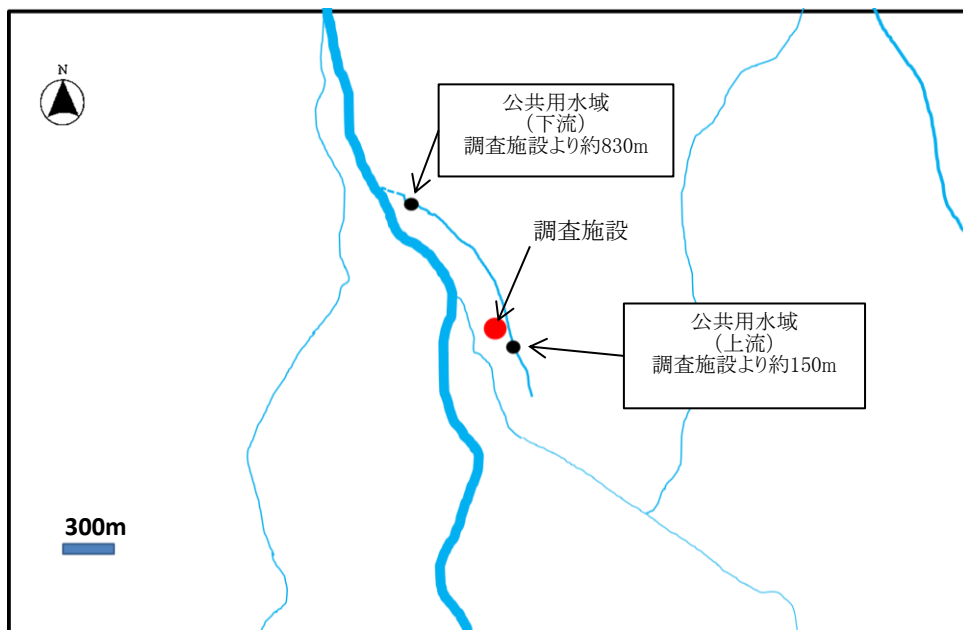 N
公共用水域
(下流)
調査施設より約830m
調査施設
公共用水域
(上流)
調査施設より約150m
300m